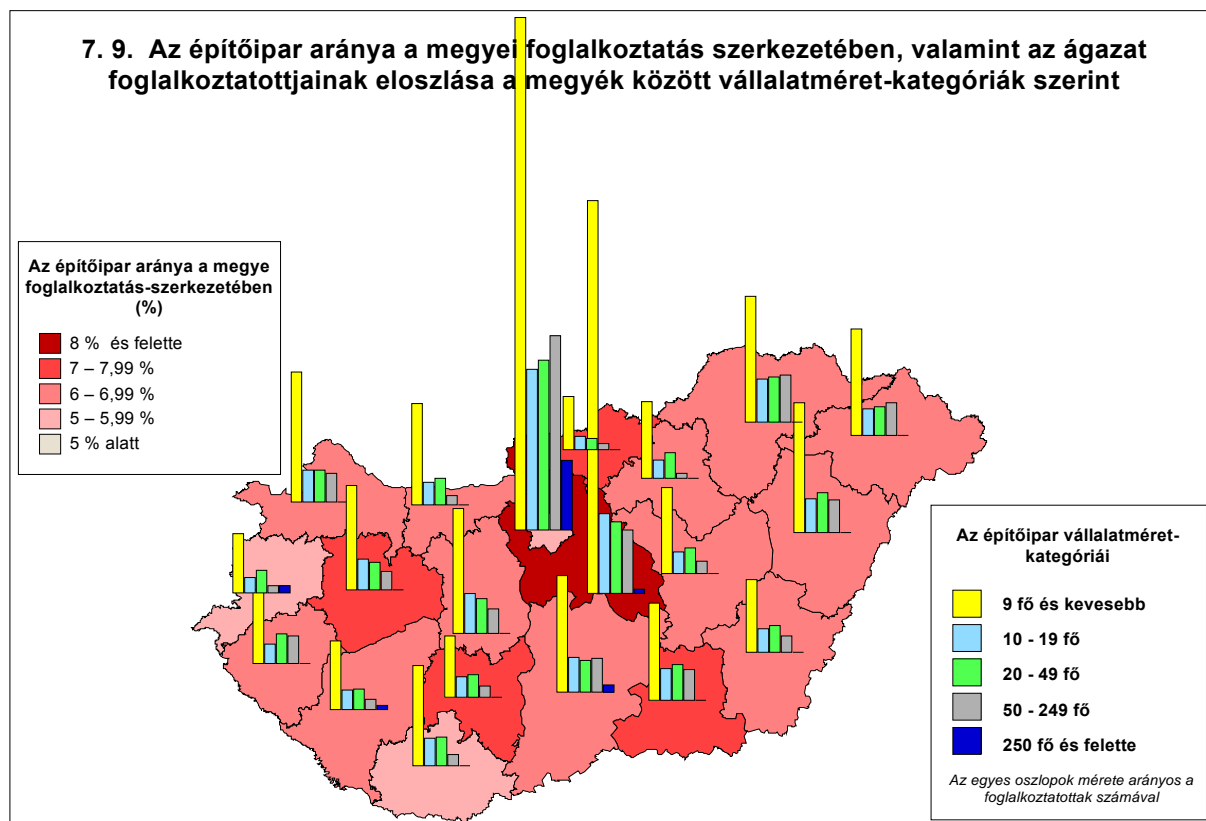 7. 9. Az építőipar aránya a megyei foglalkoztatás szerkezetében, valamint az ágazat
foglalkoztatottjainak eloszlása a megyék között vállalatméret-kategóriák szerint
Az építőipar aránya a megye
foglalkoztatás-szerkezetében
(%)
8 % és felette
7 – 7,99 %
6 – 6,99 %
5 – 5,99 %
5 % alatt
Az építőipar vállalatméret-
kategóriái
9 fő és kevesebb
10 - 19 fő
20 - 49 fő
50 - 249 fő
250 fő és felette
Az egyes oszlopok mérete arányos a
foglalkoztatottak számával